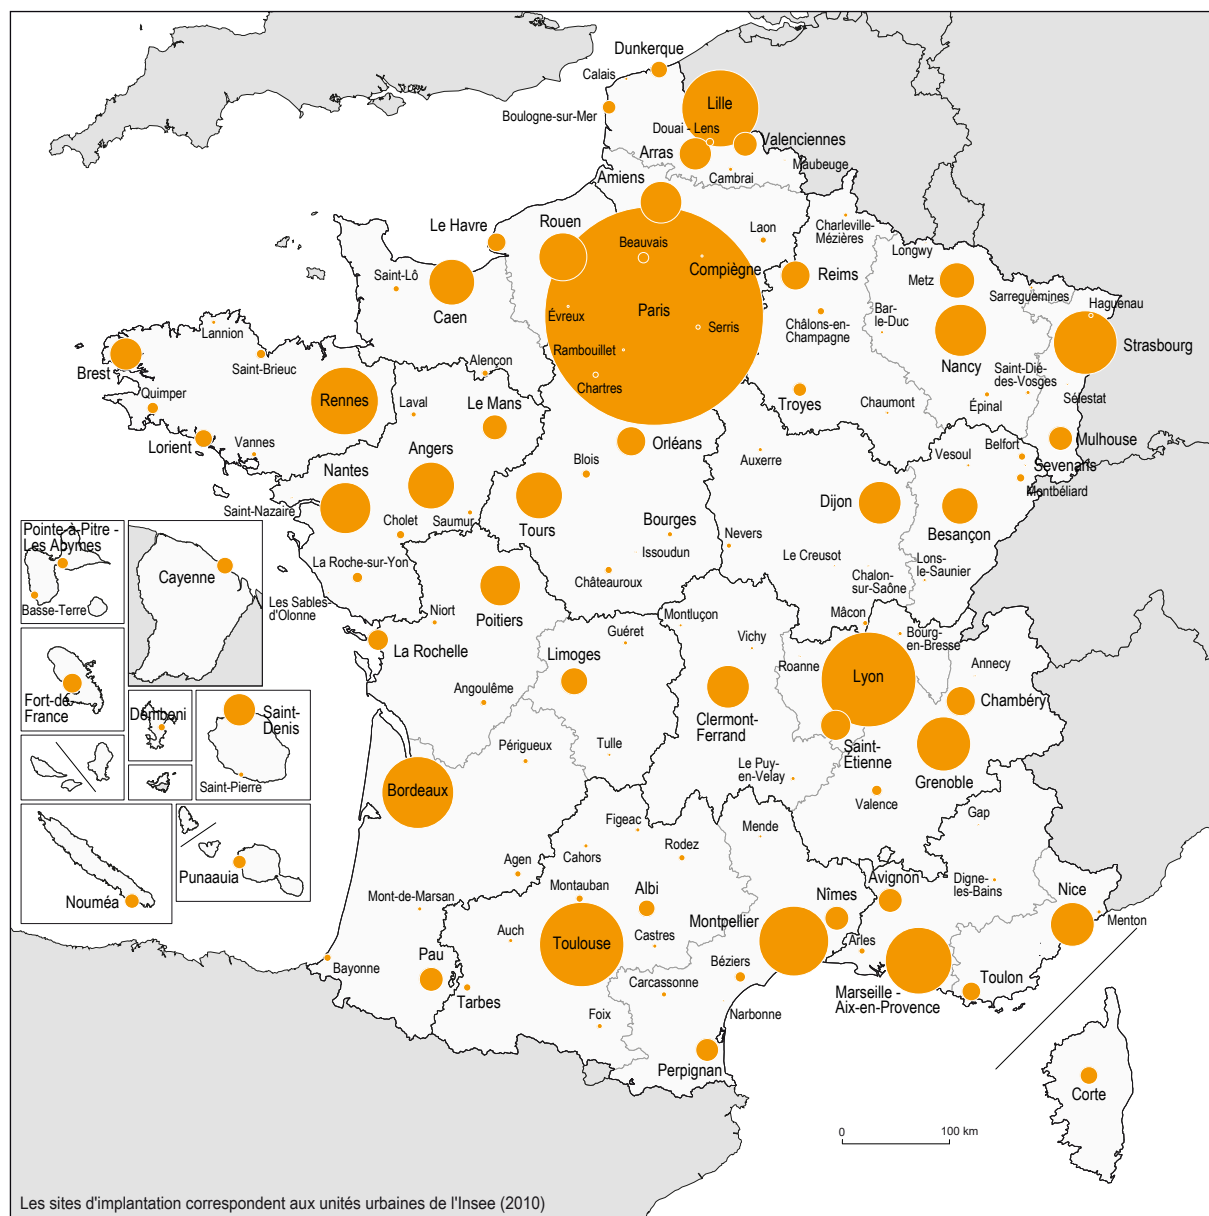 Dunkerque
Calais
Boulogne-sur-Mer
Lille
Douai - Lens
Valenciennes
Arras
Maubeuge
Cambrai
Amiens
Le Havre
Rouen
Beauvais
Laon
Charleville-
Mézières
Compiègne
Longwy
Saint-Lô
Reims
Metz
Sarreguemines
Haguenau
Caen
Évreux
Paris
Serris
Châlons-en-
Champagne
Bar-
le-Duc
Lannion
Nancy
Strasbourg
Brest
Saint-Brieuc
Alençon
Rambouillet
Saint-Dié-
des-Vosges
Quimper
Rennes
Chartres
Troyes
Chaumont
Épinal
Sélestat
Laval
Le Mans
Lorient
Vannes
Angers
Orléans
Auxerre
Vesoul
Belfort
Mulhouse
Nantes
Blois
Sevenans
Montbéliard
Saint-Nazaire
Cholet
Saumur
Tours
Dijon
Besançon
Bourges
Pointe-à-Pitre -
Les Abymes
Nevers
Issoudun
Le Creusot
Lons-
le-Saunier
Cayenne
La Roche-sur-Yon
Châteauroux
Chalon-
sur-Saône
Basse-Terre
Les Sables-
d'Olonne
Niort
Poitiers
Montluçon
Mâcon
Guéret
Vichy
Bourg-
en-Bresse
La Rochelle
Limoges
Roanne
Lyon
Annecy
Fort-de-
France
Angoulême
Chambéry
Dembeni
Saint-
Denis
Clermont-
Ferrand
Saint-
Étienne
Périgueux
Tulle
Le Puy-
en-Velay
Grenoble
Saint-Pierre
Bordeaux
Valence
Figeac
Mende
Gap
Cahors
Rodez
Punaauia
Agen
Digne-
les-Bains
Avignon
Nice
Nouméa
Mont-de-Marsan
Montauban
Albi
Nîmes
Montpellier
Menton
Auch
Toulouse
Castres
Arles
Bayonne
Pau
Béziers
Toulon
Tarbes
Carcassonne
Marseille -
Aix-en-Provence
Foix
Narbonne
Perpignan
Corte
0
100 km
Les sites d'implantation correspondent aux unités urbaines de l'Insee (2010)